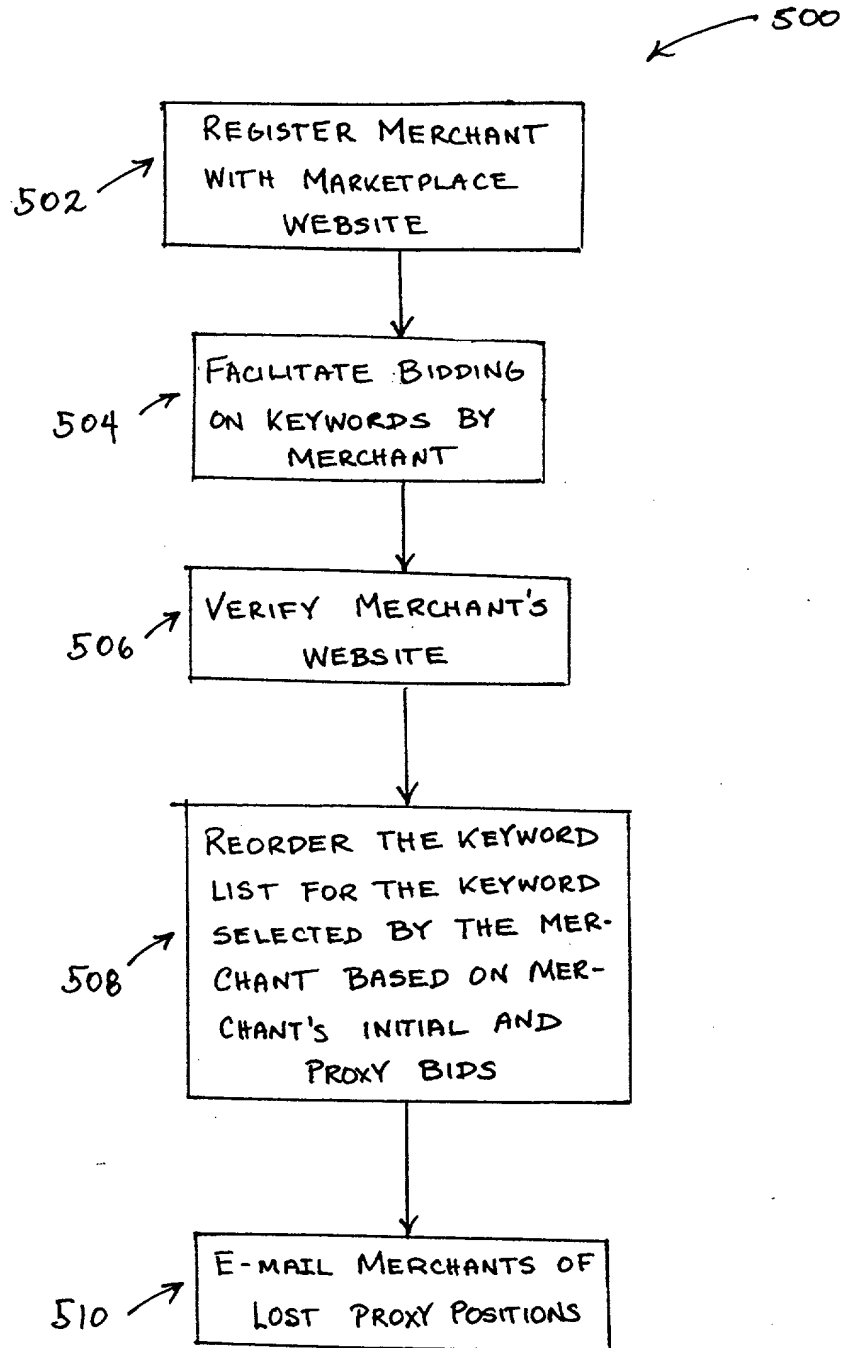 500
REGISTER MERCHANT
WITH MARKETPLACE
WEBSITE
502
FACILITATE BIDDING
ON KEYWORDS BY
MERCHANT
504
VERIFY MERCHANT'S
WEBSITE
506
REORDER THE KEYWORD
LIST FOR THE KEYWORD
SELECTED BY THE MER-
CHANT BASED ON MER-
CHANT'S INITIAL AND
PROXY BIDS
508
E-MAIL MERCHANTS OF
LOST PROXY POSITIONS
510